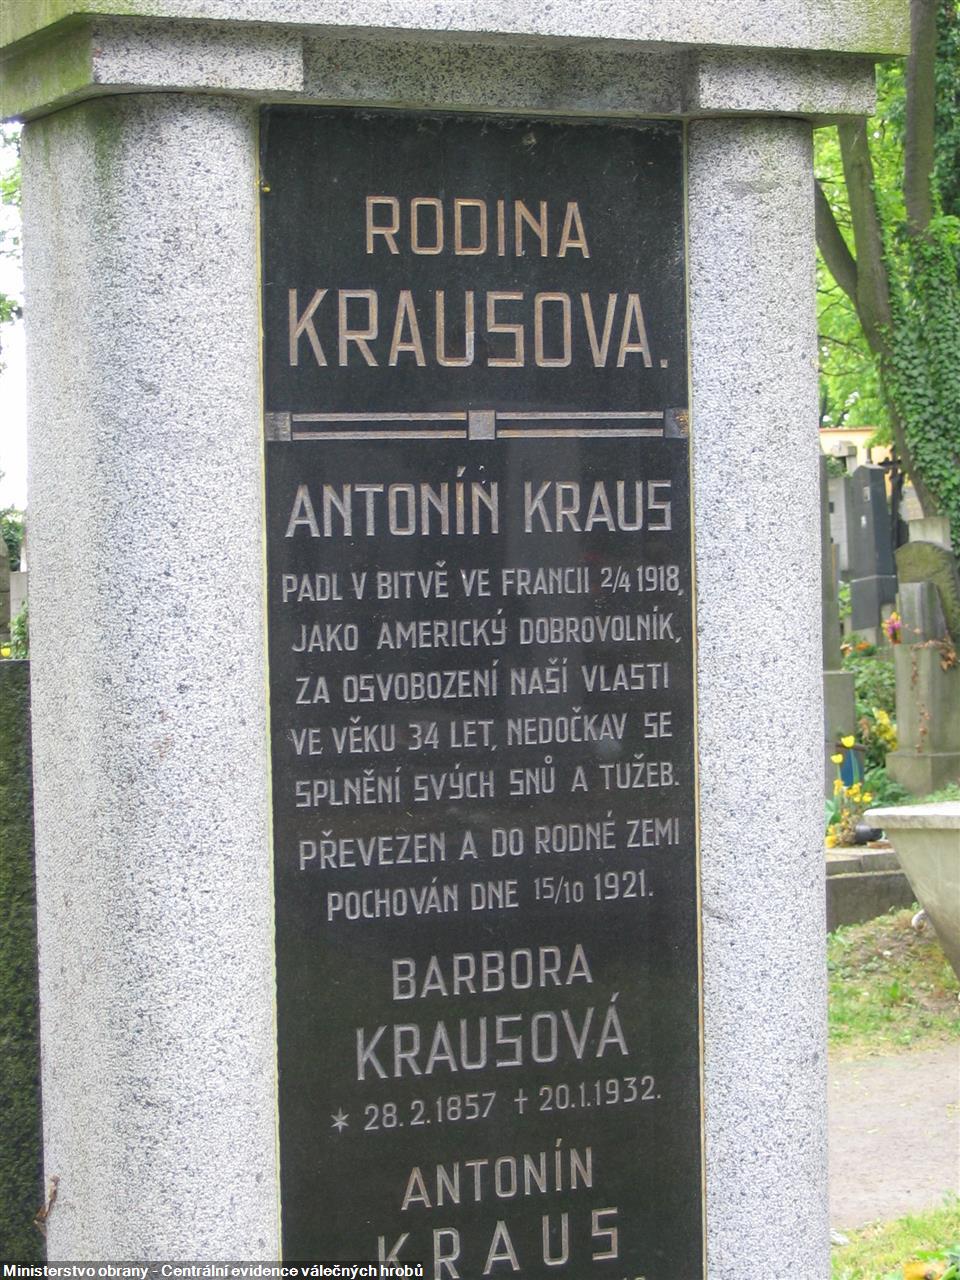 RODINA
KRAUSOVA.
ANTONÍN KRAUS
PADL V BITVĚ VE FRANCII 2/4 1918,
JAKO AMERICKÝ DOBROVOLNÍK,
ZA OSVOBOZENÍ NAŠÍ VLASTI
VE VĚKU 34 LET, NEDOČKAV SE
SPLNĚNÍ SVÝCH SNŮ A TUŽEB.
PŘEVEZEN A DO RODNÉ ZEMI
POCHOVÁN DNE 15/10 1921.
BARBORA
KRAUSOVÁ
* 28.2.1857 † 20.1.1932.
ANTONÍN
KRAUS
Ministerstvo obrany - Centrální evidence válečných hrobů